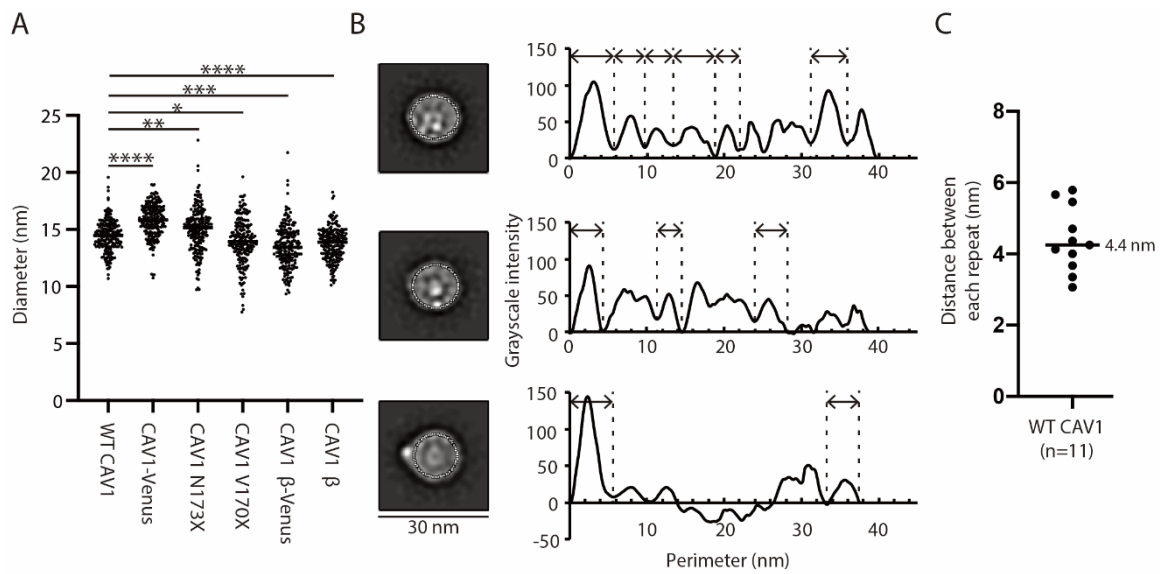 A
****
***
*
**
****
25
20
15
10
5
0
Diameter (nm)
WT CAV1
CAV1-Venus
CAV1 N173X
CAV1 V170X
CAV1 β-Venus
CAV1 β
B
30 nm
Grayscale intensity
150
100
50
0
0 10 20 30 40
150
100
50
0
0 10 20 30 40
150
100
50
0
-50
10 20 30 40
Perimeter (nm)
C
Distance between
each repeat (nm)
8
6
4
2
0
4.4 nm
WT CAV1
(n=11)